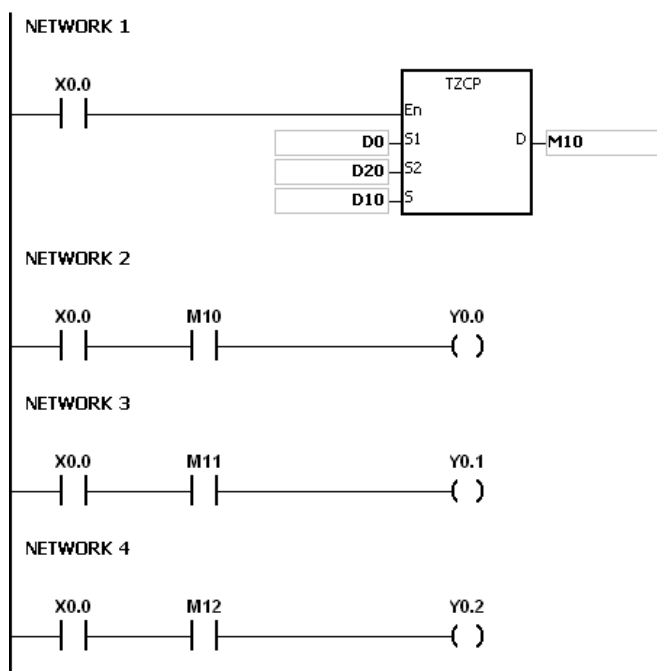 NETWORK 1
X0.0
TZCP
En
D0 S1 D M10
D20 S2
D10 S
NETWORK 2
X0.0 M10 Y0.0
NETWORK 3
X0.0 M11 Y0.1
NETWORK 4
X0.0 M12 Y0.2